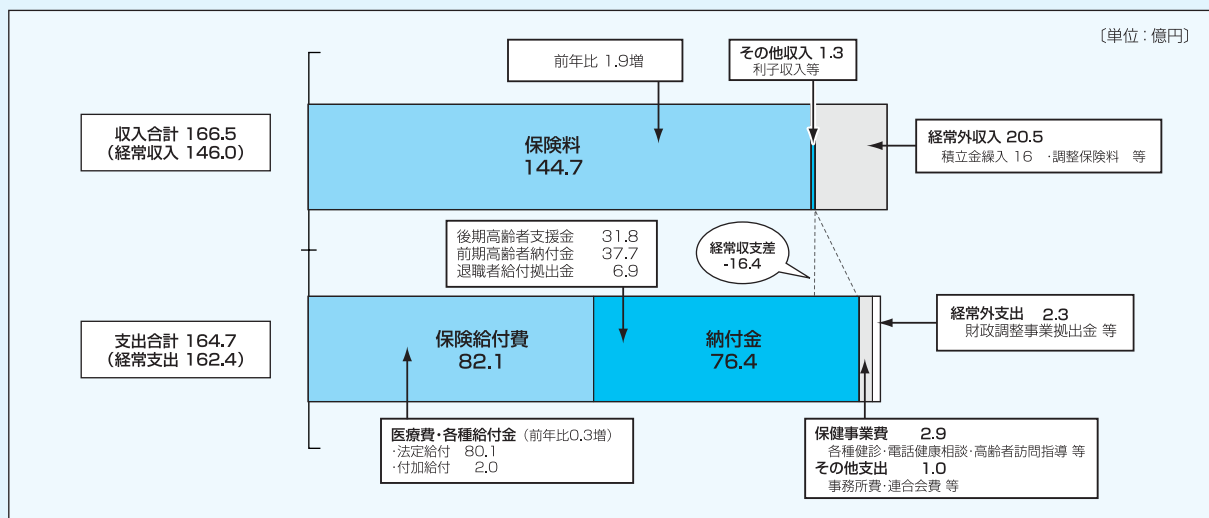 〔単位：億円〕
前年比 1.9増
その他収入 1.3
利子収入等
収入合計 166.5
（経常収入 146.0）
保険料
144.7
経常外収入 20.5
積立金繰入 16　・調整保険料　等
後期高齢者支援金　31.8
前期高齢者納付金　37.7
退職者給付拠出金　6.9
経常収支差
-16.4
支出合計 164.7
（経常支出 162.4）
保険給付費
82.1
納付金
76.4
経常外支出　2.3
財政調整事業拠出金 等
医療費・各種給付金（前年比0.3増）
・法定給付　80.1
・付加給付　2.0
保健事業費　2.9
各種健診・電話健康相談・高齢者訪問指導 等
その他支出　1.0
事務所費・連合会費 等